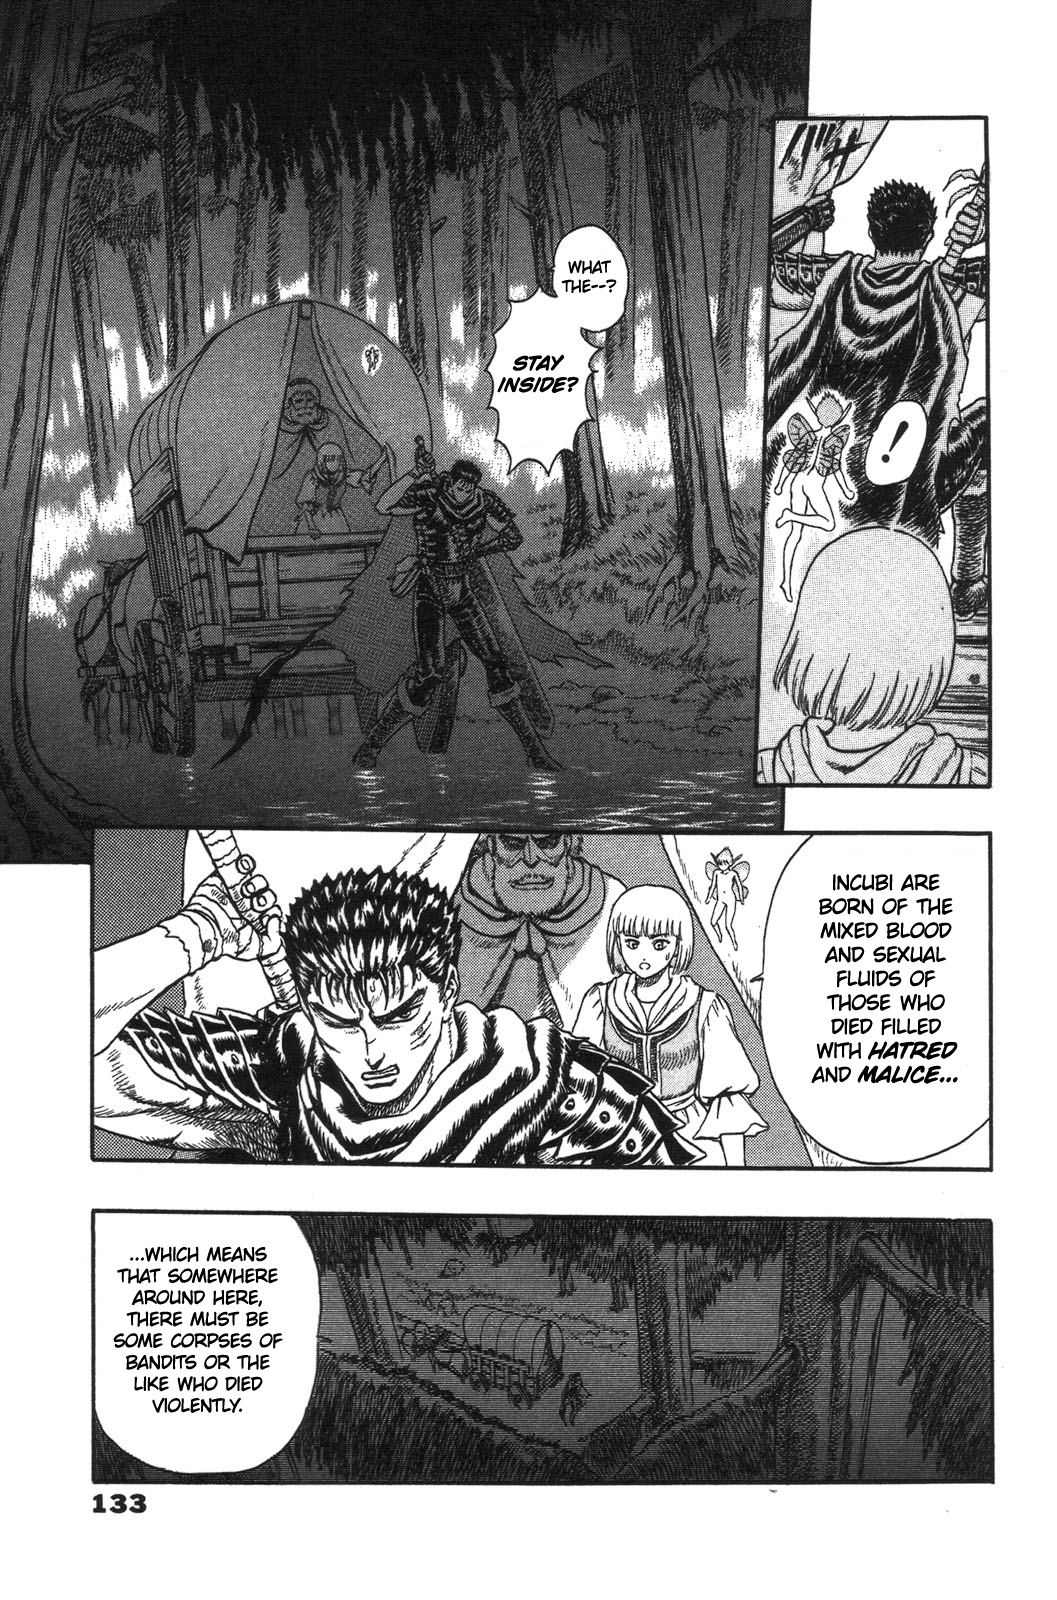 !
WHAT
THE--?
STAY
INSIDE?
INCUBI ARE
BORN OF THE
MIXED BLOOD
AND SEXUAL
FLUIDS OF
THOSE WHO
DIED FILLED
WITH HATRED
AND MALICE...
...WHICH MEANS
THAT SOMEWHERE
AROUND HERE,
THERE MUST BE
SOME CORPSES OF
BANDITS OR THE
LIKE WHO DIED
VIOLENTLY.
133